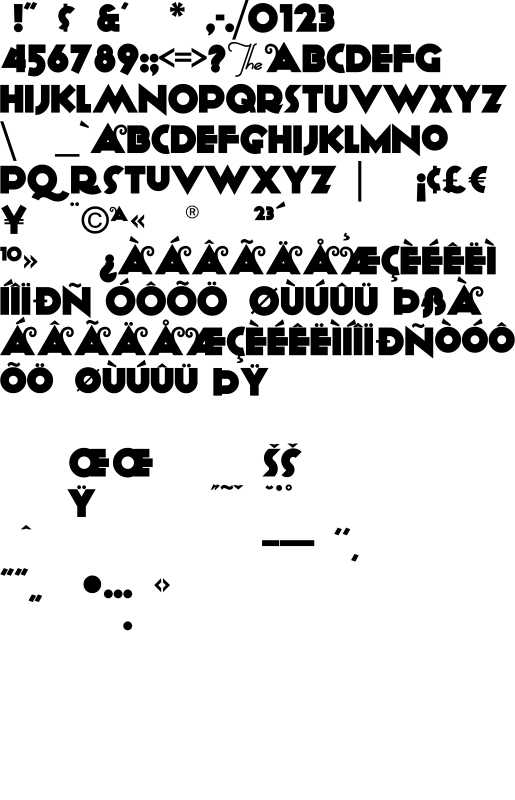 !" $ &' * ,-./0123
456789:;<=>?The ABCDEFG
HIJKLMNOPQRSTUVWXYZ
\ _`ABCDEFGHIJKLMNO
PQRSTUVWXYZ | ¡¢£€
¥ ¨©ª« ® ²³´
¸
¹º» ¿ÀÁÂÃÄÅÆÇÈÉÊËÌ
ÍÎÏÐÑ ÓÔÕÖ ØÙÚÛÜ ÞßÀ
ÁÂÃÄÅÆÇÈÉÊËÌÍÎÏÐÑÒÓÔ
ÕÖ ØÙÚÛÜ ÞŸ
ŒŒ ŠŠ
Ÿ ˝˜ˇ ˘˙˚
ˆ –— ‘’‚
“” „ •… ‹›
·